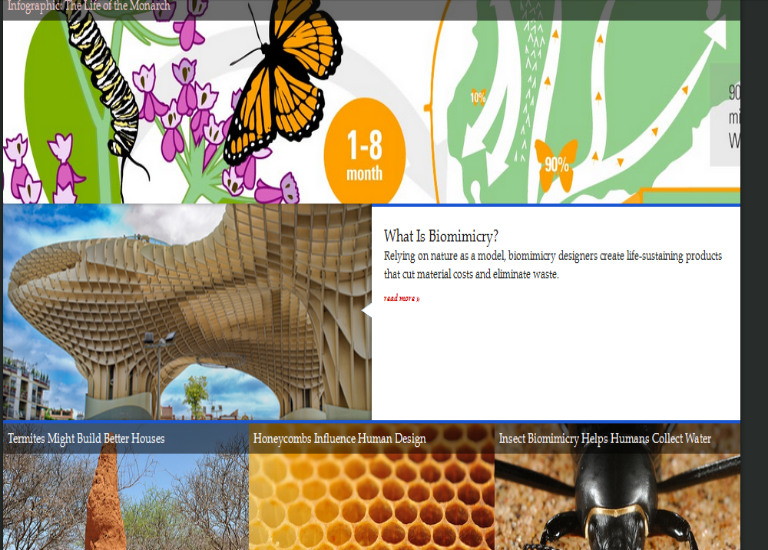 Infographic: The Life of the Monarch
10%
90%
1-8
month
90
mi
W
What Is Biomimicry?
Relying on nature as a model, biomimicry designers create life-sustaining products
that cut material costs and eliminate waste.
read more »
Termites Might Build Better Houses
Honeycombs Influence Human Design
Insect Biomimicry Helps Humans Collect Water